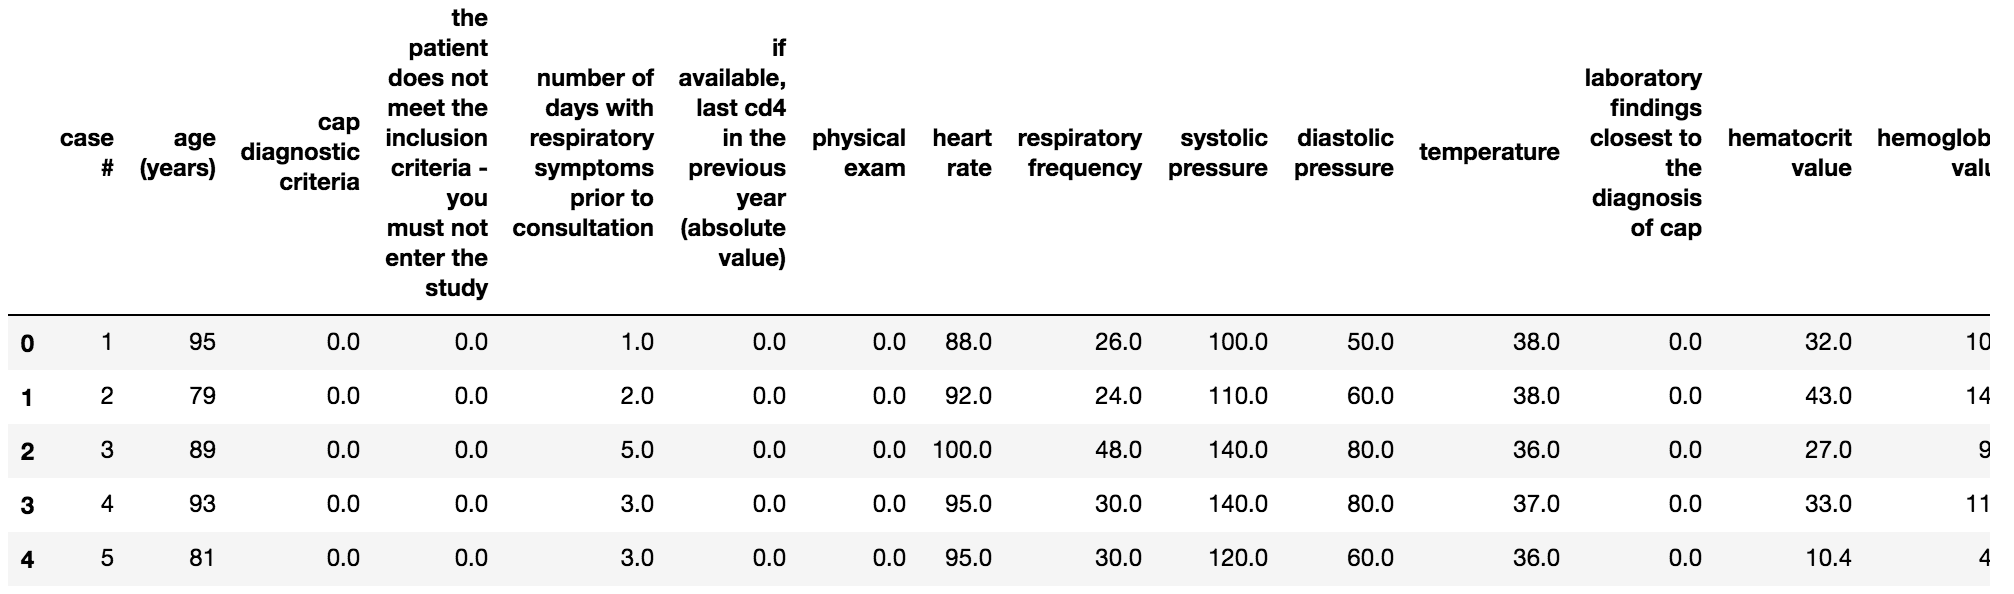 case # age (years) cap diagnostic criteria the patient does not meet the inclusion criteria - you must not enter the study number of days with respiratory symptoms prior to consultation if available, last cd4 in the previous year (absolute value) physical exam heart rate respiratory frequency systolic pressure diastolic pressure temperature laboratory findings closest to the diagnosis of cap hematocrit value hemoglob valu
0 1 95 0.0 0.0 1.0 0.0 0.0 88.0 26.0 100.0 50.0 38.0 0.0 32.0 10
1 2 79 0.0 0.0 2.0 0.0 0.0 92.0 24.0 110.0 60.0 38.0 0.0 43.0 14
2 3 89 0.0 0.0 5.0 0.0 0.0 100.0 48.0 140.0 80.0 36.0 0.0 27.0 9
3 4 93 0.0 0.0 3.0 0.0 0.0 95.0 30.0 140.0 80.0 37.0 0.0 33.0 11
4 5 81 0.0 0.0 3.0 0.0 0.0 95.0 30.0 120.0 60.0 36.0 0.0 10.4 4